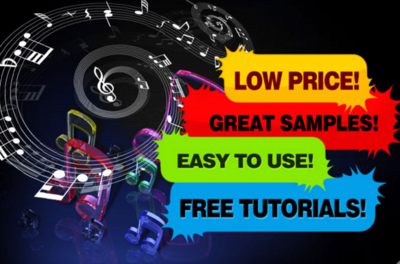 LOW PRICE!
GREAT SAMPLES!
EASY TO USE!
FREE TUTORIALS!